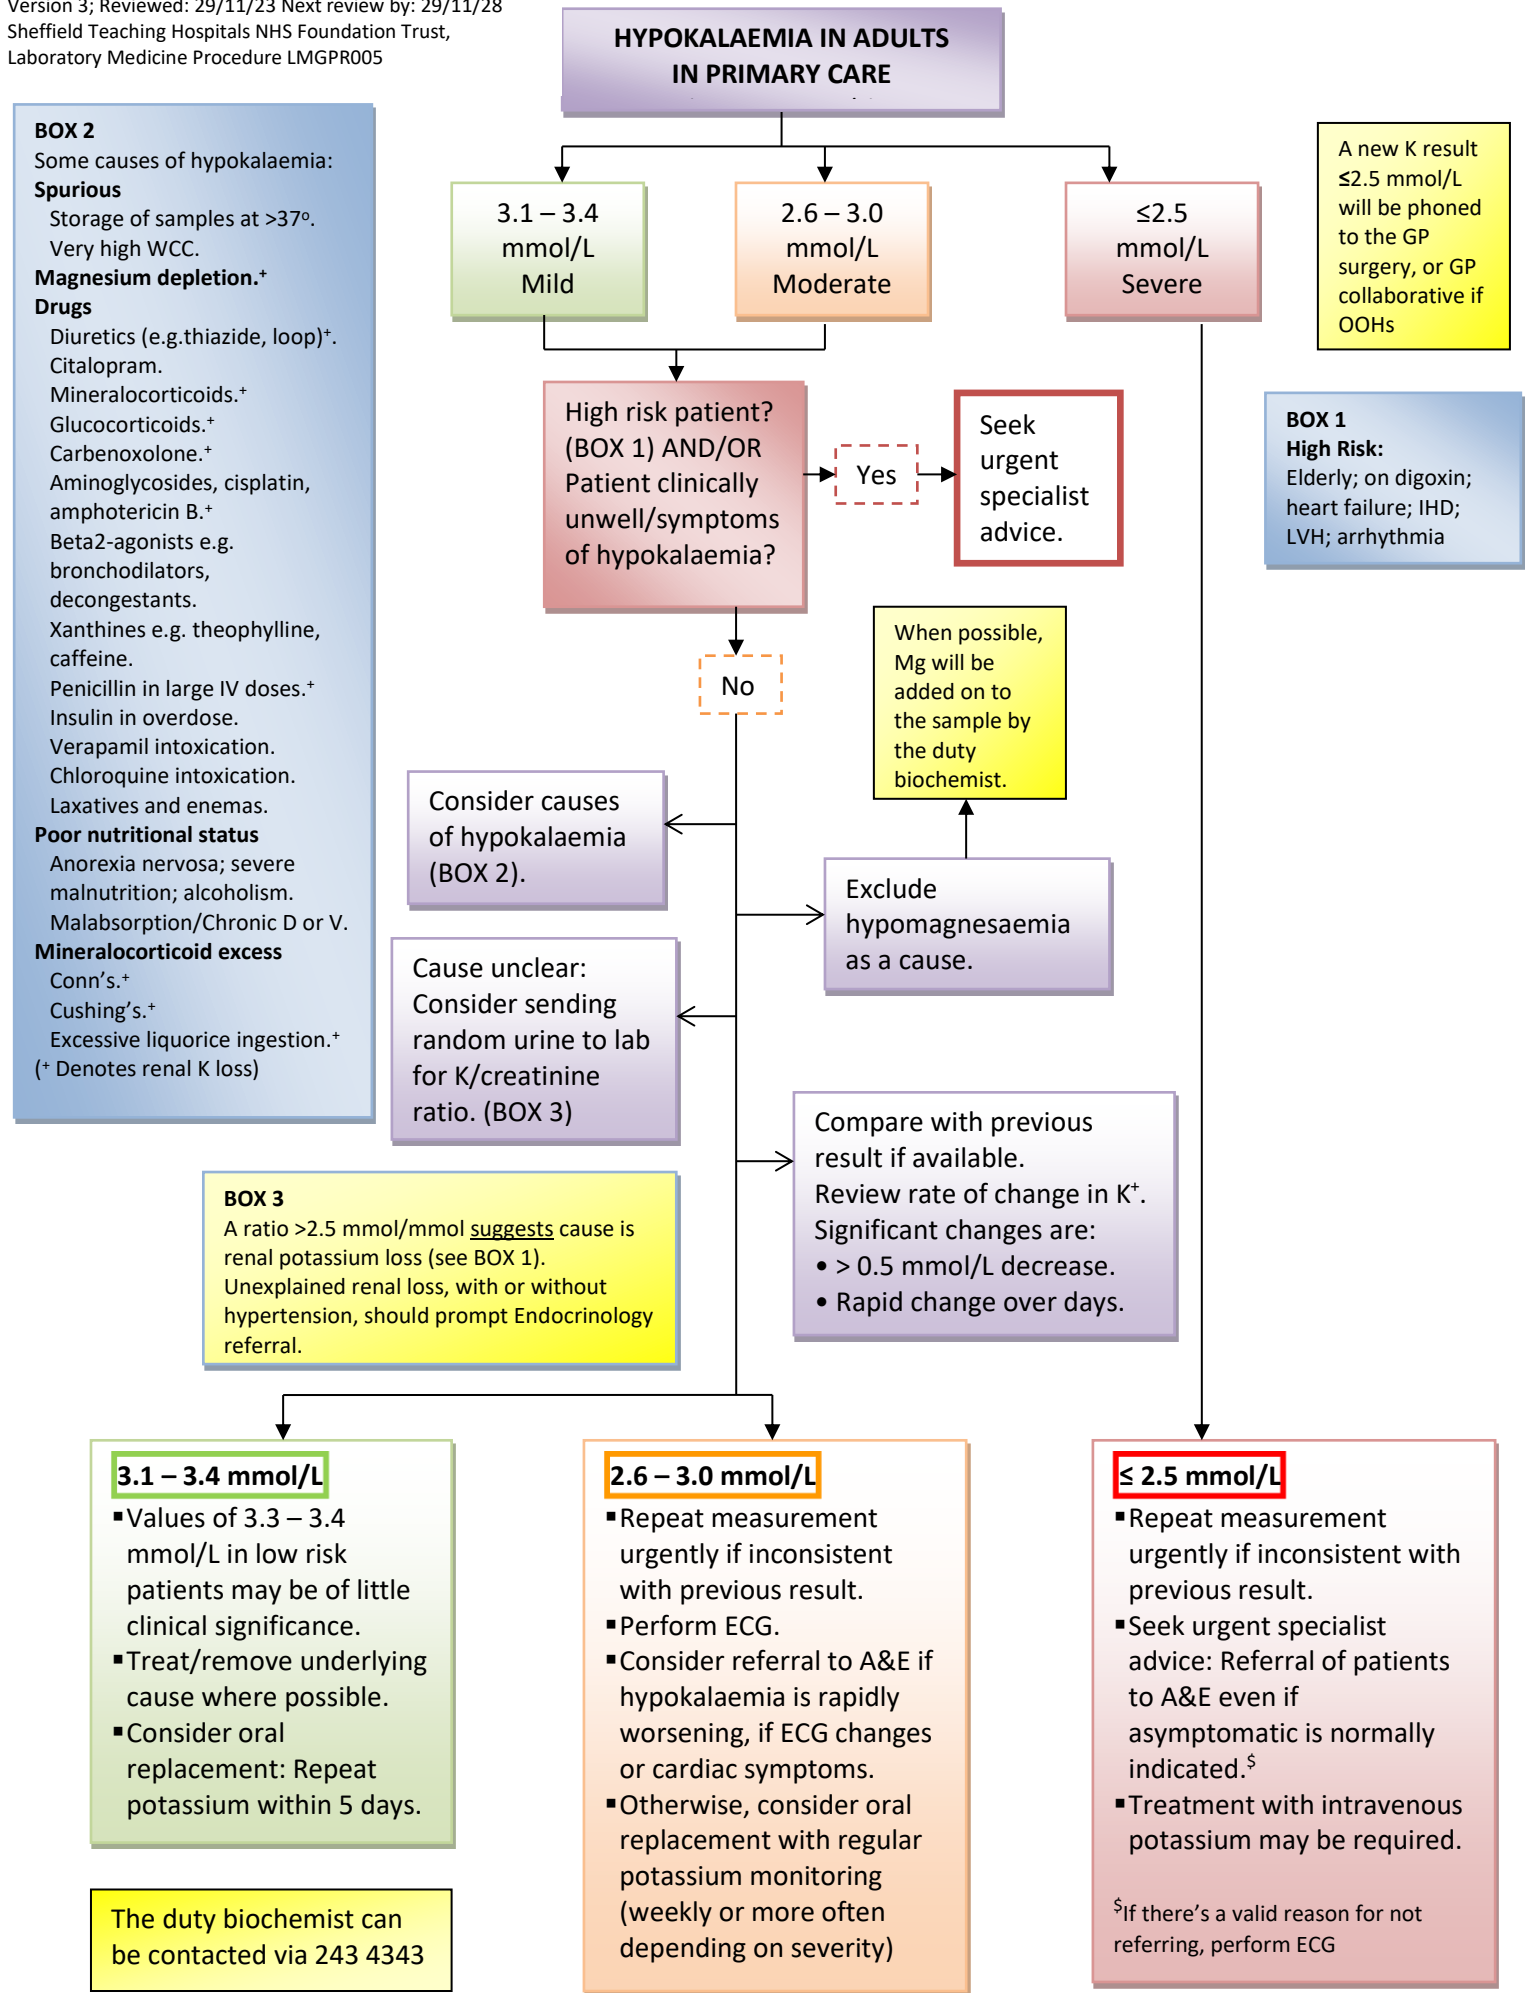 Version 3; Reviewed: 29/11/23 Next review by: 29/11/28
Sheffield Teaching Hospitals NHS Foundation Trust,
Laboratory Medicine Procedure LMGPR005
HYPOKALAEMIA IN ADULTS
IN PRIMARY CARE
BOX 2
Some causes of hypokalaemia:
Spurious
Storage of samples at >37°.
Very high WCC.
Magnesium depletion.⁺
Drugs
Diuretics (e.g.thiazide, loop)⁺.
Citalopram.
Mineralocorticoids.⁺
Glucocorticoids.⁺
Carbenoxolone.⁺
Aminoglycosides, cisplatin,
amphotericin B.⁺
Beta2-agonists e.g.
bronchodilators,
decongestants.
Xanthines e.g. theophylline,
caffeine.
Penicillin in large IV doses.⁺
Insulin in overdose.
Verapamil intoxication.
Chloroquine intoxication.
Laxatives and enemas.
Poor nutritional status
Anorexia nervosa; severe
malnutrition; alcoholism.
Malabsorption/Chronic D or V.
Mineralocorticoid excess
Conn’s.⁺
Cushing’s.⁺
Excessive liquorice ingestion.⁺
(⁺ Denotes renal K loss)
3.1 – 3.4
mmol/L
Mild
2.6 – 3.0
mmol/L
Moderate
≤2.5
mmol/L
Severe
A new K result
≤2.5 mmol/L
will be phoned
to the GP
surgery, or GP
collaborative if
OOHs
High risk patient?
(BOX 1) AND/OR
Patient clinically
unwell/symptoms
of hypokalaemia?
Yes
Seek
urgent
specialist
advice.
BOX 1
High Risk:
Elderly; on digoxin;
heart failure; IHD;
LVH; arrhythmia
No
When possible,
Mg will be
added on to
the sample by
the duty
biochemist.
Consider causes
of hypokalaemia
(BOX 2).
Exclude
hypomagnesaemia
as a cause.
Cause unclear:
Consider sending
random urine to lab
for K/creatinine
ratio. (BOX 3)
Compare with previous
result if available.
Review rate of change in K⁺.
Significant changes are:
• > 0.5 mmol/L decrease.
• Rapid change over days.
BOX 3
A ratio >2.5 mmol/mmol suggests cause is
renal potassium loss (see BOX 1).
Unexplained renal loss, with or without
hypertension, should prompt Endocrinology
referral.
3.1 – 3.4 mmol/L
▪Values of 3.3 – 3.4
mmol/L in low risk
patients may be of little
clinical significance.
▪Treat/remove underlying
cause where possible.
▪Consider oral
replacement: Repeat
potassium within 5 days.
2.6 – 3.0 mmol/L
▪Repeat measurement
urgently if inconsistent
with previous result.
▪Perform ECG.
▪Consider referral to A&E if
hypokalaemia is rapidly
worsening, if ECG changes
or cardiac symptoms.
▪Otherwise, consider oral
replacement with regular
potassium monitoring
(weekly or more often
depending on severity)
≤ 2.5 mmol/L
▪Repeat measurement
urgently if inconsistent with
previous result.
▪Seek urgent specialist
advice: Referral of patients
to A&E even if
asymptomatic is normally
indicated.$
▪Treatment with intravenous
potassium may be required.
$If there’s a valid reason for not
referring, perform ECG
The duty biochemist can
be contacted via 243 4343